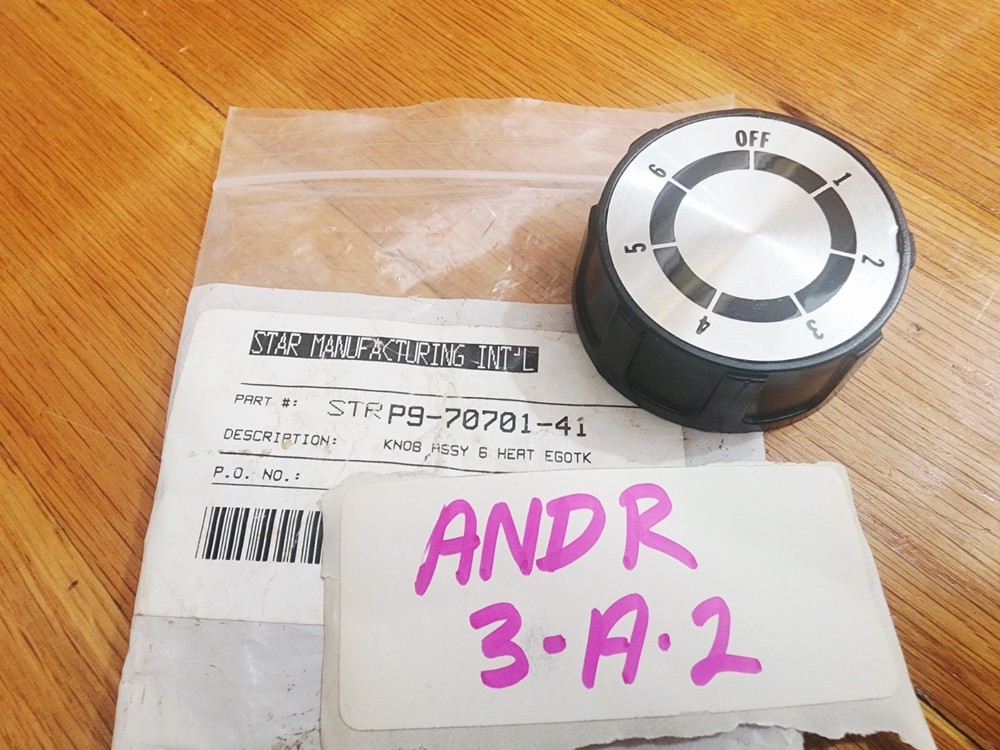 OFF
1
2
3
4
5
6
STAR MANUFACTURING INT'L
PART #: STR P9-70701-41
DESCRIPTION: KNOB ASSY 6 HEAT EGOTK
P.O. NO.:
ANDR
3-A-2